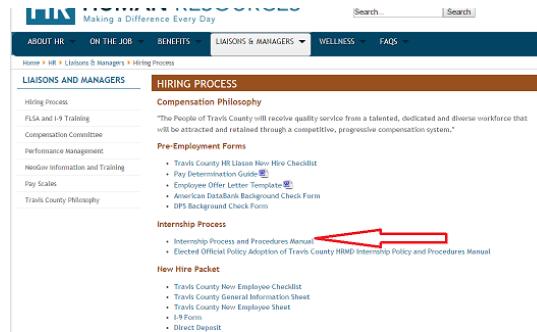 HR HUMAN RESOURCES
Making a Difference Every Day
Search...
Search
ABOUT HR
ON THE JOB
BENEFITS
LIAISONS & MANAGERS
WELLNESS
FAQS
Home HR Liaisons & Managers Hiring Process
LIAISONS AND MANAGERS
Hiring Process
FLSA and I-9 Training
Compensation Committee
Performance Management
NeoGov Information and Training
Pay Scales
Travis County Philosophy
HIRING PROCESS
Compensation Philosophy
"The People of Travis County will receive quality service from a talented, dedicated and diverse workforce that
will be attracted and retained through a competitive, progressive compensation system."
Pre-Employment Forms
Travis County HR Liason New Hire Checklist
Pay Determination Guide
Employee Offer Letter Template
American DataBank Background Check Form
DPS Background Check Form
Internship Process
Internship Process and Procedures Manual
Elected Official Policy Adoption of Travis County HRMD Internship Policy and Procedures Manual
New Hire Packet
Travis County New Employee Checklist
Travis County General Information Sheet
Travis County New Employee Sheet
I-9 Form
Direct Deposit